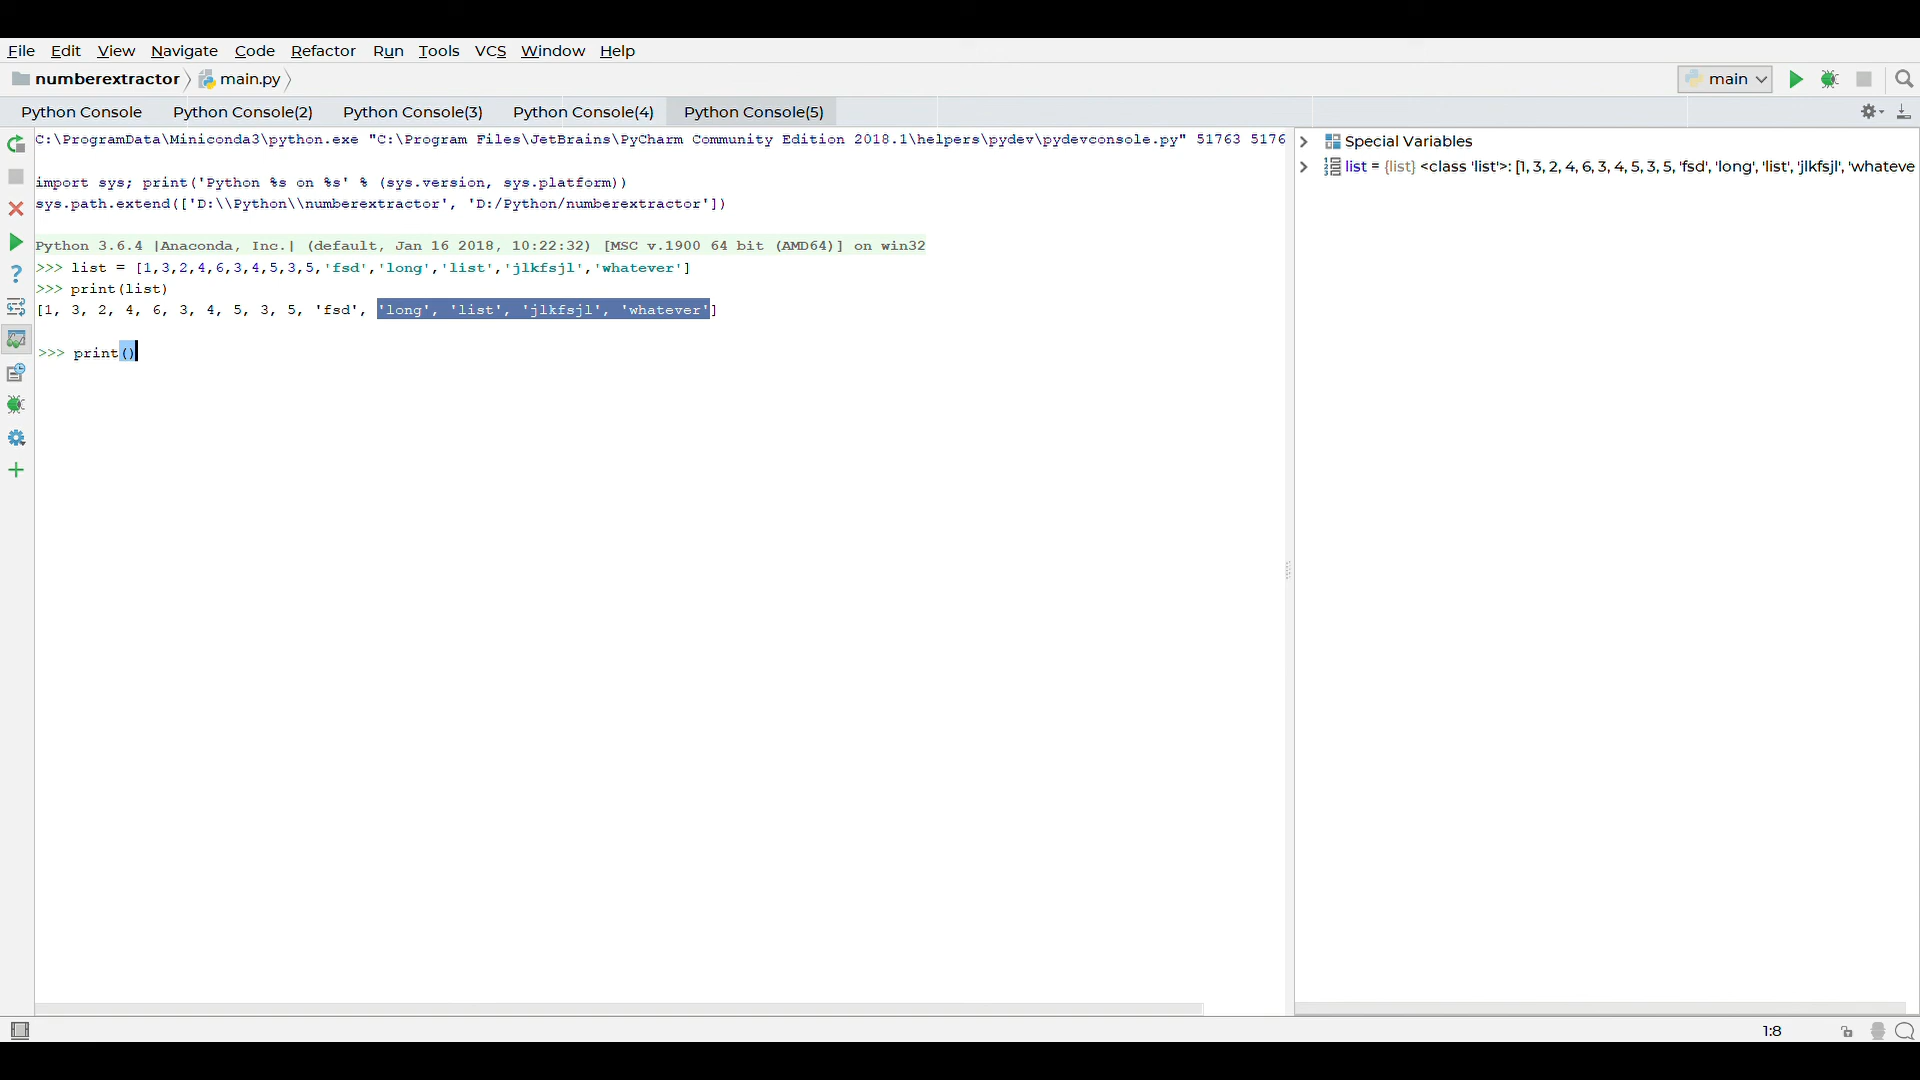 File Edit View Navigate Code Refactor Run Tools VCS Window Help
numberextractor main.py main
Python Console Python Console(2) Python Console(3) Python Console(4) Python Console(5)
C:\ProgramData\Miniconda3\python.exe "C:\Program Files\JetBrains\PyCharm Community Edition 2018.1\helpers\pydev\pydevconsole.py" 51763 5176
import sys; print('Python %s on %s' % (sys.version, sys.platform))
sys.path.extend(['D:\\Python\\numberextractor', 'D:/Python/numberextractor'])
Python 3.6.4 |Anaconda, Inc.| (default, Jan 16 2018, 10:22:32) [MSC v.1900 64 bit (AMD64)] on win32
>>> list = [1,3,2,4,6,3,4,5,3,5,'fsd','long','list','jlkfsjl','whatever']
>>> print(list)
[1, 3, 2, 4, 6, 3, 4, 5, 3, 5, 'fsd', 'long', 'list', 'jlkfsjl', 'whatever']
>>> print()
Special Variables
list = {list} <class 'list'>: [1, 3, 2, 4, 6, 3, 4, 5, 3, 5, 'fsd', 'long', 'list', 'jlkfsjl', 'whateve
1:8